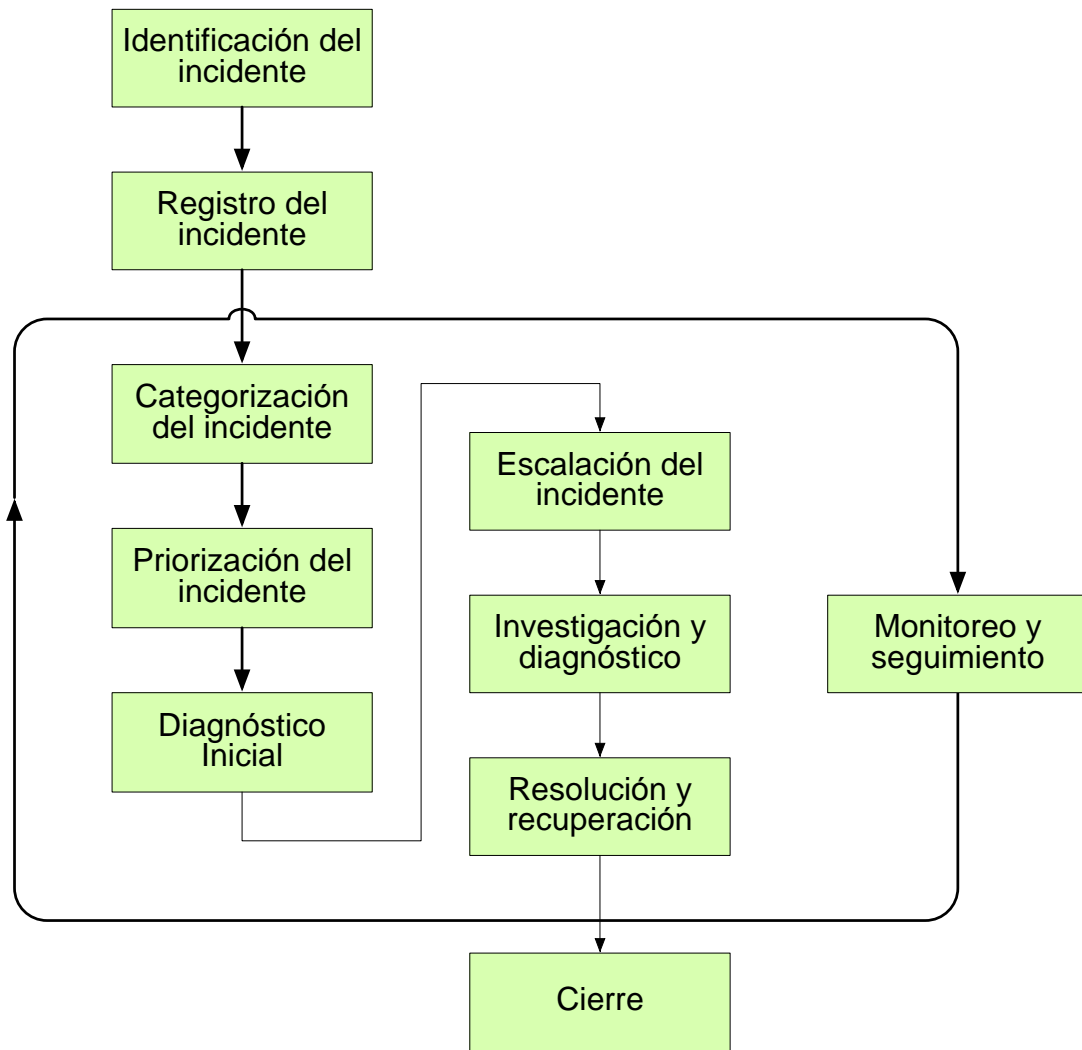 Identificación del
incidente
Registro del
incidente
Categorización
del incidente
Priorización del
incidente
Diagnóstico
Inicial
Escalación del
incidente
Investigación y
diagnóstico
Resolución y
recuperación
Cierre
Monitoreo y
seguimiento